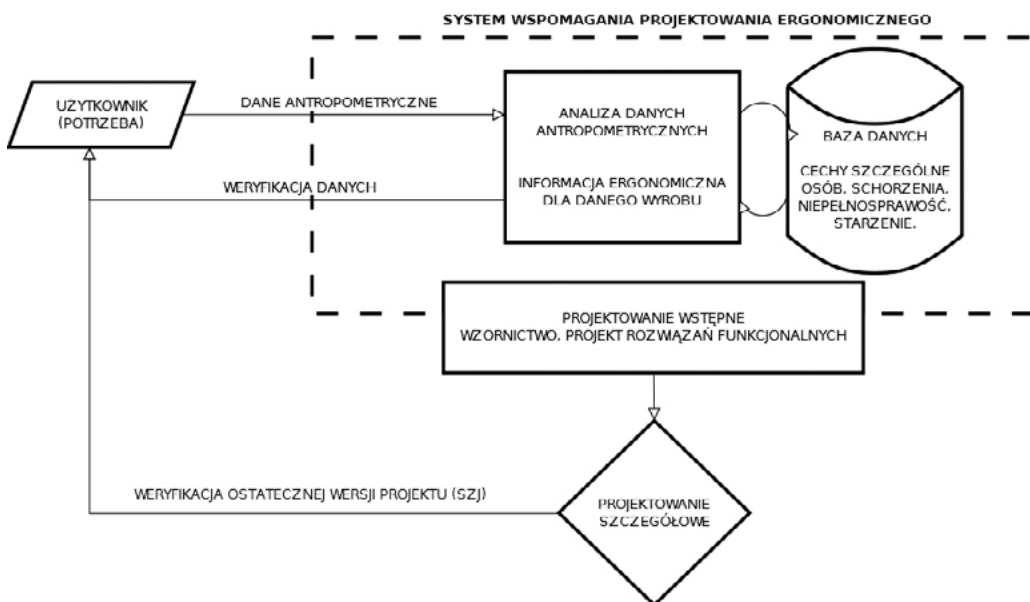 SYSTEM WSPOMAGANIA PROJEKTOWANIA ERGONOMICZNEGO
UŻYTKOWNIK
(POTRZEBA)
DANE ANTROPOMETRYCZNE
ANALIZA DANYCH
ANTROPOMETRYCZNYCH
INFORMACJA ERGONOMICZNA
DLA DANEGO WYROBU
BAZA DANYCH
CECHY SZCZEGÓLNE
OSÓB. SCHORZENIA.
NIEPEŁNOSPRAWOŚĆ.
STARZENIE.
WERYFIKACJA DANYCH
PROJEKTOWANIE WSTĘPNE
WZORNICTWO. PROJEKT ROZWIĄZAŃ FUNKCJONALNYCH
WERYFIKACJA OSTATECZNEJ WERSJI PROJEKTU (SZJ)
PROJEKTOWANIE
SZCZEGÓŁOWE